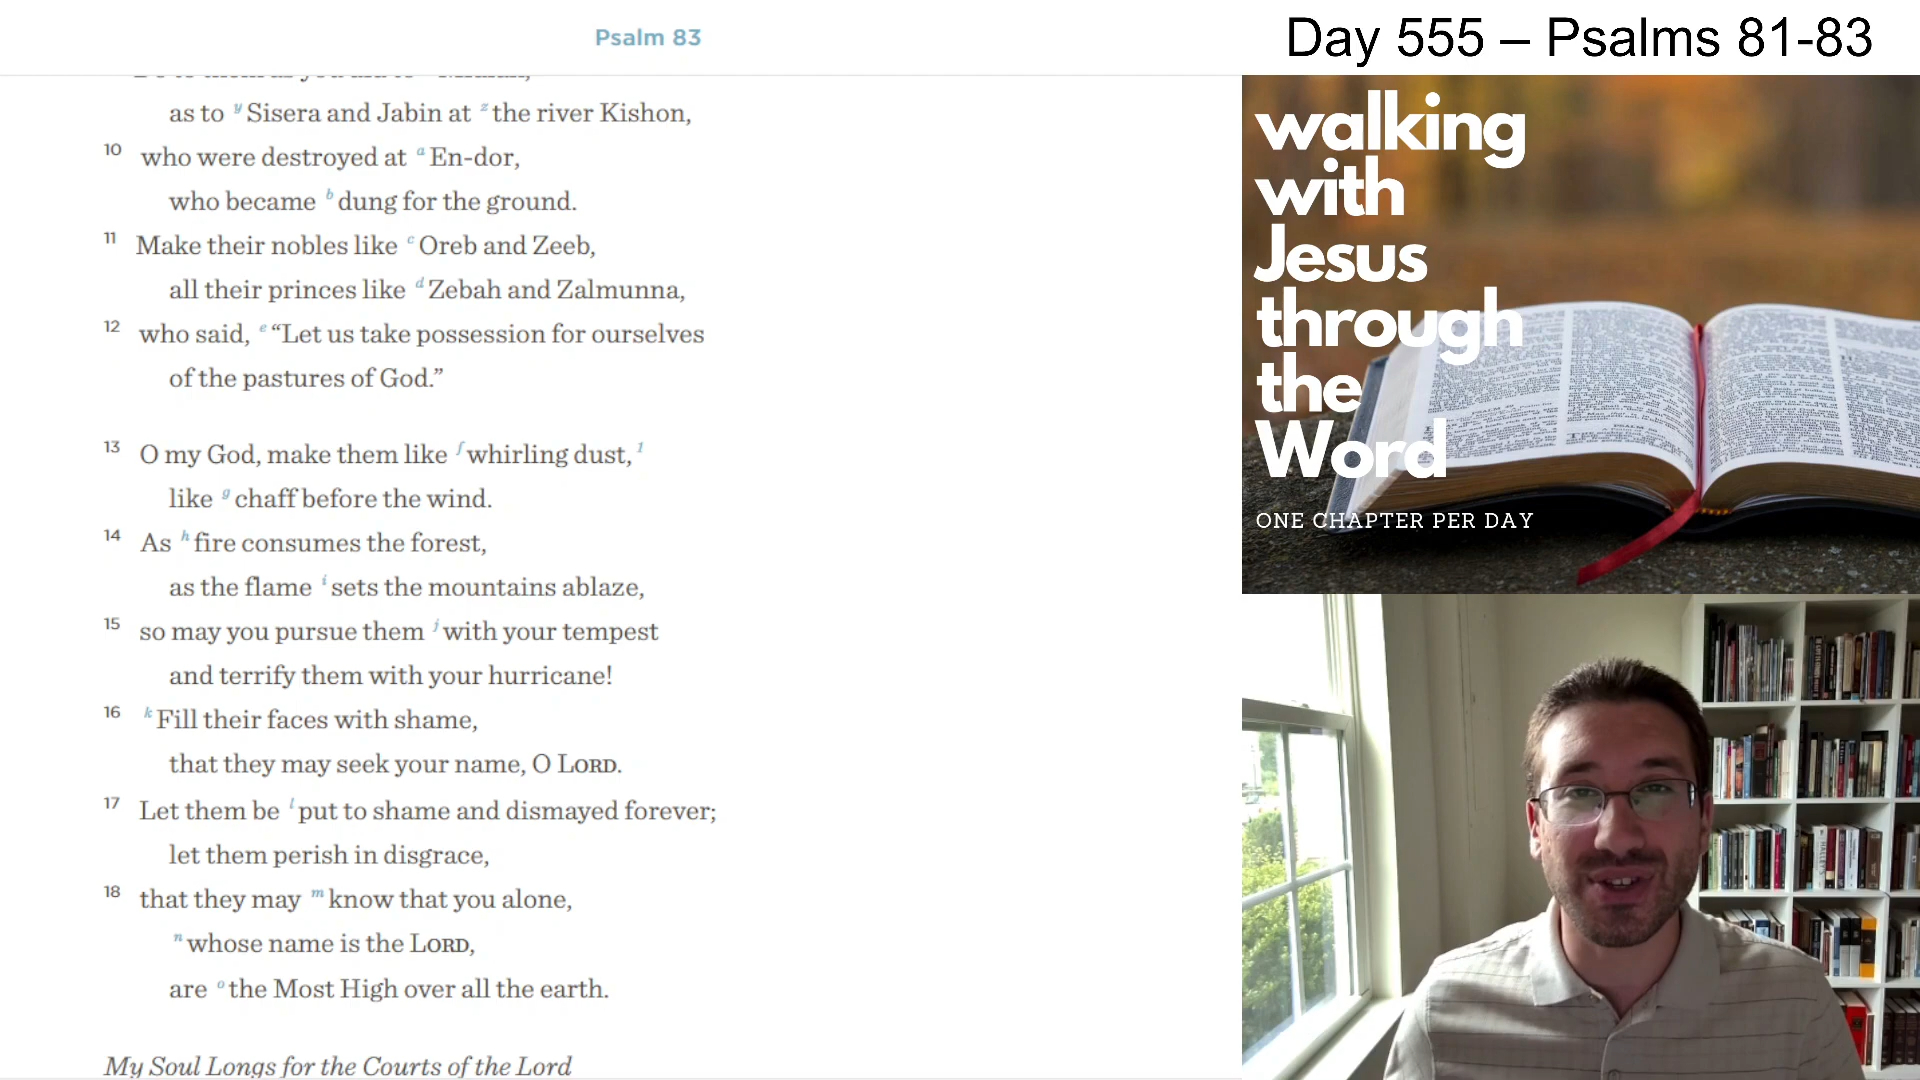 Psalm 83
Day 555 – Psalms 81-83
as to y Sisera and Jabin at z the river Kishon,
10 who were destroyed at a En-dor,
who became b dung for the ground.
11 Make their nobles like c Oreb and Zeeb,
all their princes like d Zebah and Zalmunna,
12 who said, e “Let us take possession for ourselves
of the pastures of God.”
13 O my God, make them like f whirling dust, 1
like g chaff before the wind.
14 As h fire consumes the forest,
as the flame i sets the mountains ablaze,
15 so may you pursue them j with your tempest
and terrify them with your hurricane!
16 k Fill their faces with shame,
that they may seek your name, O LORD.
17 Let them be l put to shame and dismayed forever;
let them perish in disgrace,
18 that they may m know that you alone,
n whose name is the LORD,
are o the Most High over all the earth.
My Soul Longs for the Courts of the Lord
walking
with
Jesus
through
the
Word
ONE CHAPTER PER DAY